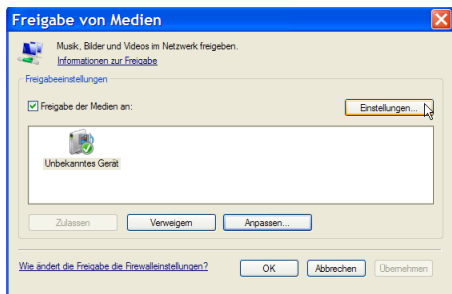 Freigabe von Medien
Musik, Bilder und Videos im Netzwerk freigeben.
Informationen zur Freigabe
Freigabeeinstellungen
Freigabe der Medien an:
Einstellungen...
Unbekanntes Gerät
Zulassen
Verweigern
Anpassen...
Wie ändert die Freigabe die Firewalleinstellungen?
OK
Abbrechen
Übernehmen